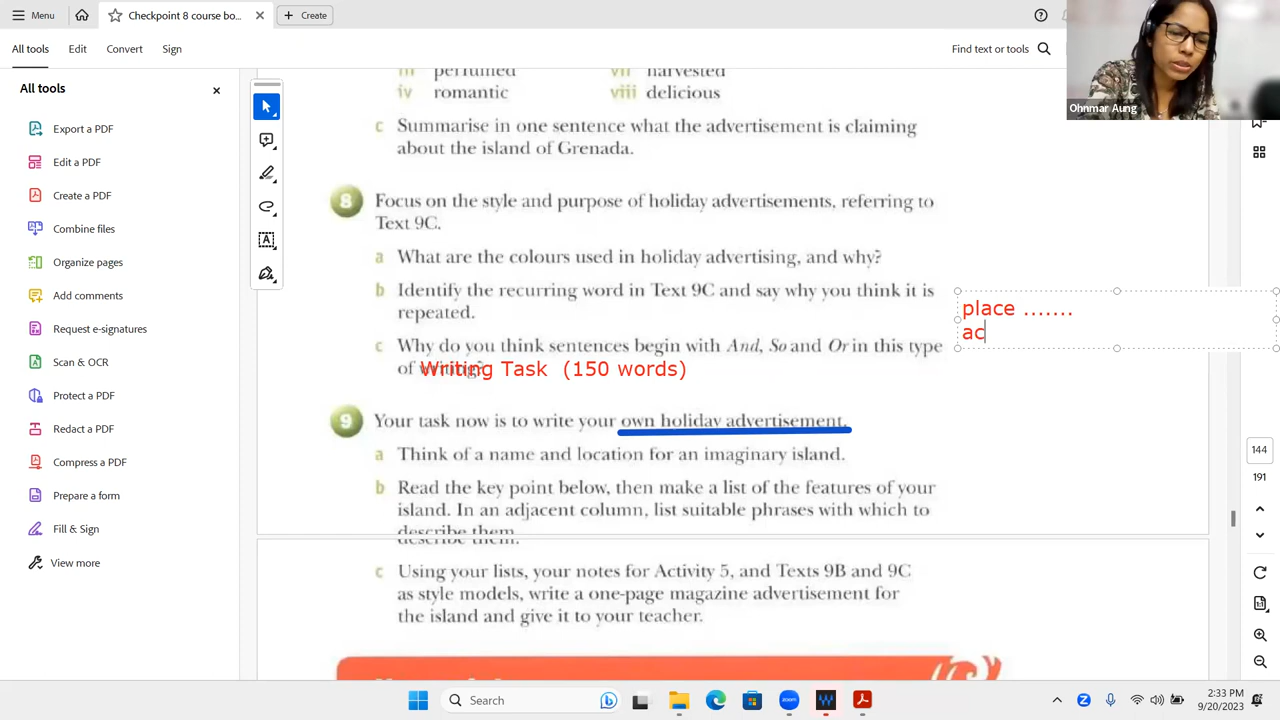 Menu
Checkpoint 8 course bo...
Create
All tools
Edit
Convert
Sign
Find text or tools
Ohnmar Aung
All tools
Export a PDF
Edit a PDF
Create a PDF
Combine files
Organize pages
Add comments
Request e-signatures
Scan & OCR
Protect a PDF
Redact a PDF
Compress a PDF
Prepare a form
Fill & Sign
View more
iii perfumed vii harvested
iv romantic viii delicious
c Summarise in one sentence what the advertisement is claiming
about the island of Grenada.
8 Focus on the style and purpose of holiday advertisements, referring to
Text 9C.
a What are the colours used in holiday advertising, and why?
b Identify the recurring word in Text 9C and say why you think it is
repeated.
c Why do you think sentences begin with And, So and Or in this type
of writing?
Writing Task (150 words)
place .......
ac
9 Your task now is to write your own holiday advertisement.
a Think of a name and location for an imaginary island.
b Read the key point below, then make a list of the features of your
island. In an adjacent column, list suitable phrases with which to
describe them.
describe them.
c Using your lists, your notes for Activity 5, and Texts 9B and 9C
as style models, write a one-page magazine advertisement for
the island and give it to your teacher.
144
191
Search
2:33 PM
9/20/2023